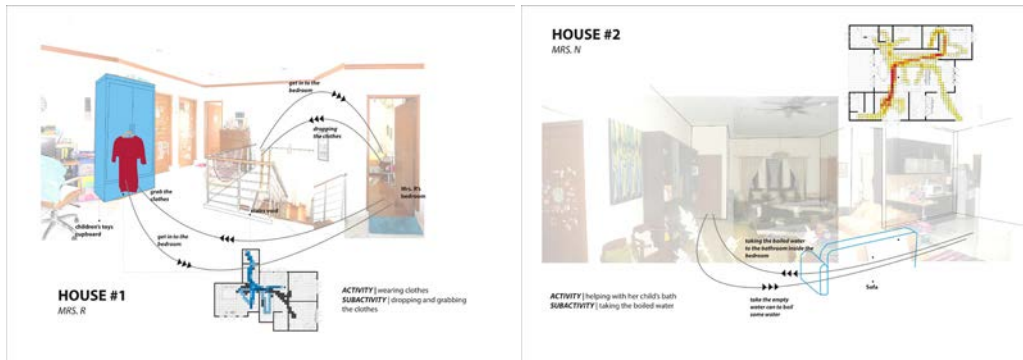 get in to the
bedroom
dropping
the clothes
grab the
clothes
Mrs. R's
bedroom
stairs void
children's toys
cupboard
get in to the
bedroom
HOUSE #1
MRS. R
ACTIVITY | wearing clothes
SUBACTIVITY | dropping and grabbing
the clothes
HOUSE #2
MRS. N
taking the boiled water
to the bathroom inside the
bedroom
Sofa
take the empty
water can to boil
some water
ACTIVITY | helping with her child's bath
SUBACTIVITY | taking the boiled water